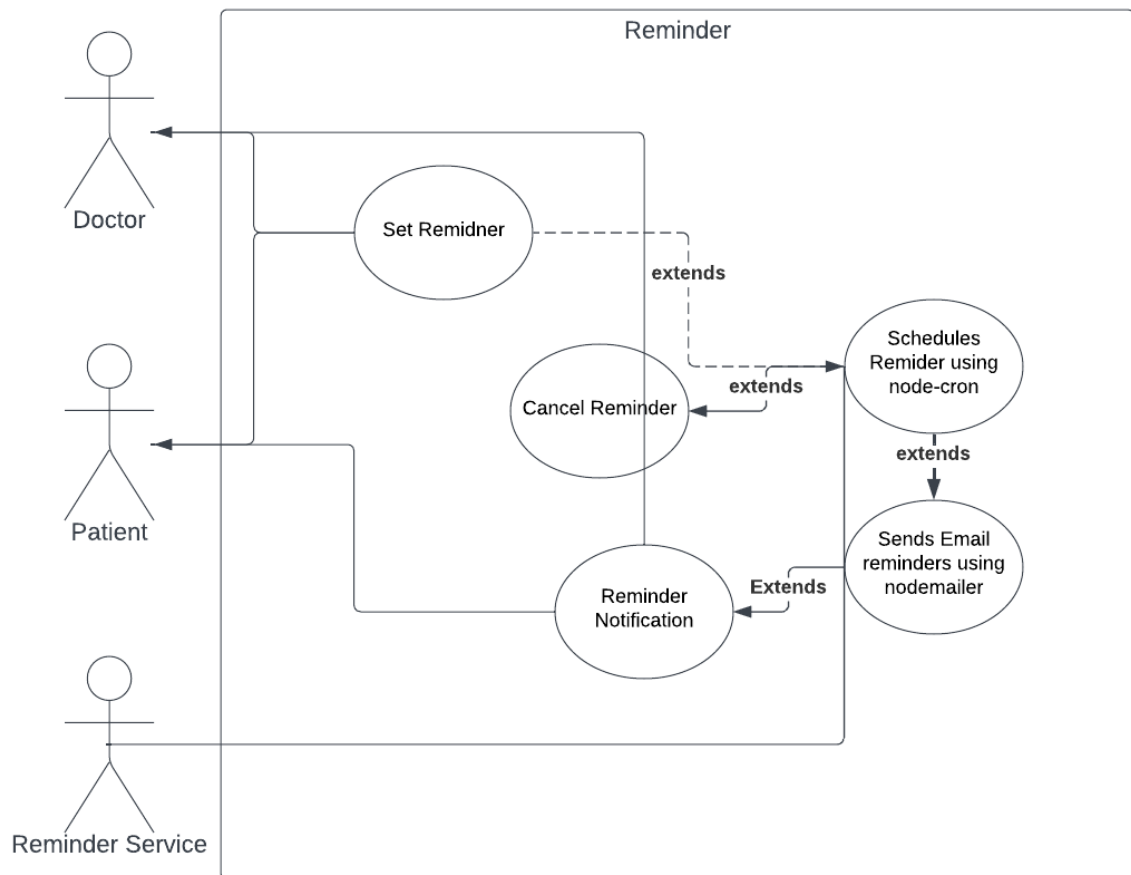 Reminder
Doctor
Set Remidner
extends
Schedules
Remider using
node-cron
extends
Cancel Reminder
extends
Patient
Sends Email
reminders using
nodemailer
Extends
Reminder
Notification
Reminder Service